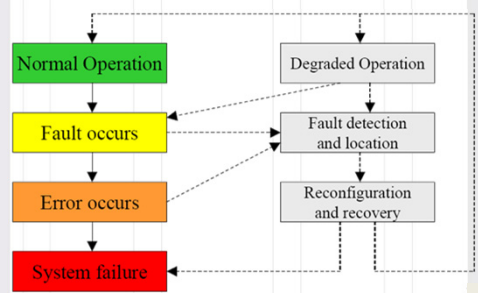 Normal Operation
Degraded Operation
Fault occurs
Fault detection
and location
Error occurs
Reconfiguration
and recovery
System failure